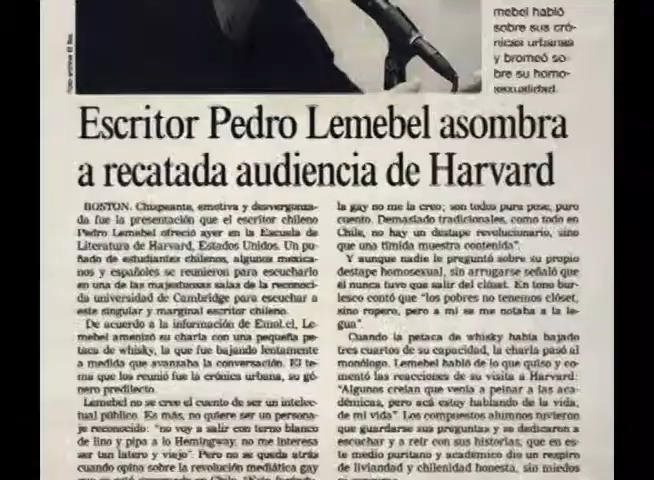 mebel habló
sobre sus cró-
nicas urbanas
y bromeó so-
bre su homo-
sexualidad.
Escritor Pedro Lemebel asombra
a recatada audiencia de Harvard
BOSTON. Chispeante, emotiva y desvergonza-
da fue la presentación que el escritor chileno
Pedro Lemebel ofreció ayer en la Escuela de
Literatura de Harvard, Estados Unidos. Un pu-
ñado de estudiantes chilenos, algunos mexica-
nos y españoles se reunieron para escucharlo
en una de las majestuosas salas de la reconoci-
da universidad de Cambridge para escuchar a
este singular y marginal escritor chileno.
De acuerdo a la información de Emol.cl, Le-
mebel amenizó su charla con una pequeña pe-
taca de whisky, la que fue bajando lentamente
a medida que avanzaba la conversación. El te-
ma que los reunió fue la crónica urbana, su gé-
nero predilecto.
Lemebel no se cree el cuento de ser un intelec-
tual público. Es más, no quiere ser un persona-
je reconocido: "no voy a salir con terno blanco
de lino y pipa a lo Hemingway, no me interesa
ser tan latero y viejo". Pero no se queda atrás
cuando opina sobre la revolución mediática gay
la gay no me la creo; son todos pura pose, puro
cuento. Demasiado tradicionales, como todo en
Chile, no hay un destape revolucionario, sino
que una tímida muestra contenida".
Y aunque nadie le preguntó sobre su propio
destape homosexual, sin arrugarse señaló que
él nunca tuvo que salir del clóset. En tono bur-
lesco contó que "los pobres no tenemos clóset,
sino ropero, pero a mí se me notaba a la le-
gua".
Cuando la petaca de whisky había bajado
tres cuartos de su capacidad, la charla pasó al
monólogo. Lemebel habló de lo que quiso y co-
mentó las reacciones de su visita a Harvard:
"Algunos creían que venía a peinar a las aca-
démicas, pero acá estoy hablando de la vida,
de mi vida". Los compuestos alumnos tuvieron
que guardarse sus preguntas y se dedicaron a
escuchar y a reír con sus historias, que en es-
te medio puritano y académico dio un respiro
de liviandad y chilenidad honesta, sin miedos